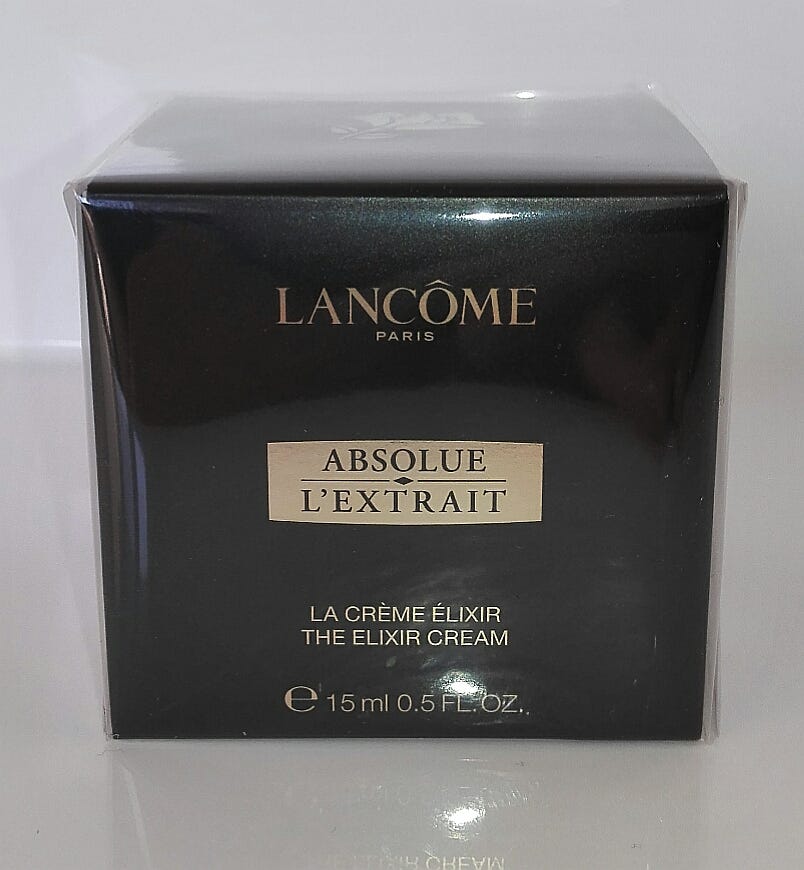 LANCÔME
PARIS
ABSOLUE
L'EXTRAIT
LA CRÈME ÉLIXIR
THE ELIXIR CREAM
℮ 15 ml 0.5 FL. OZ.